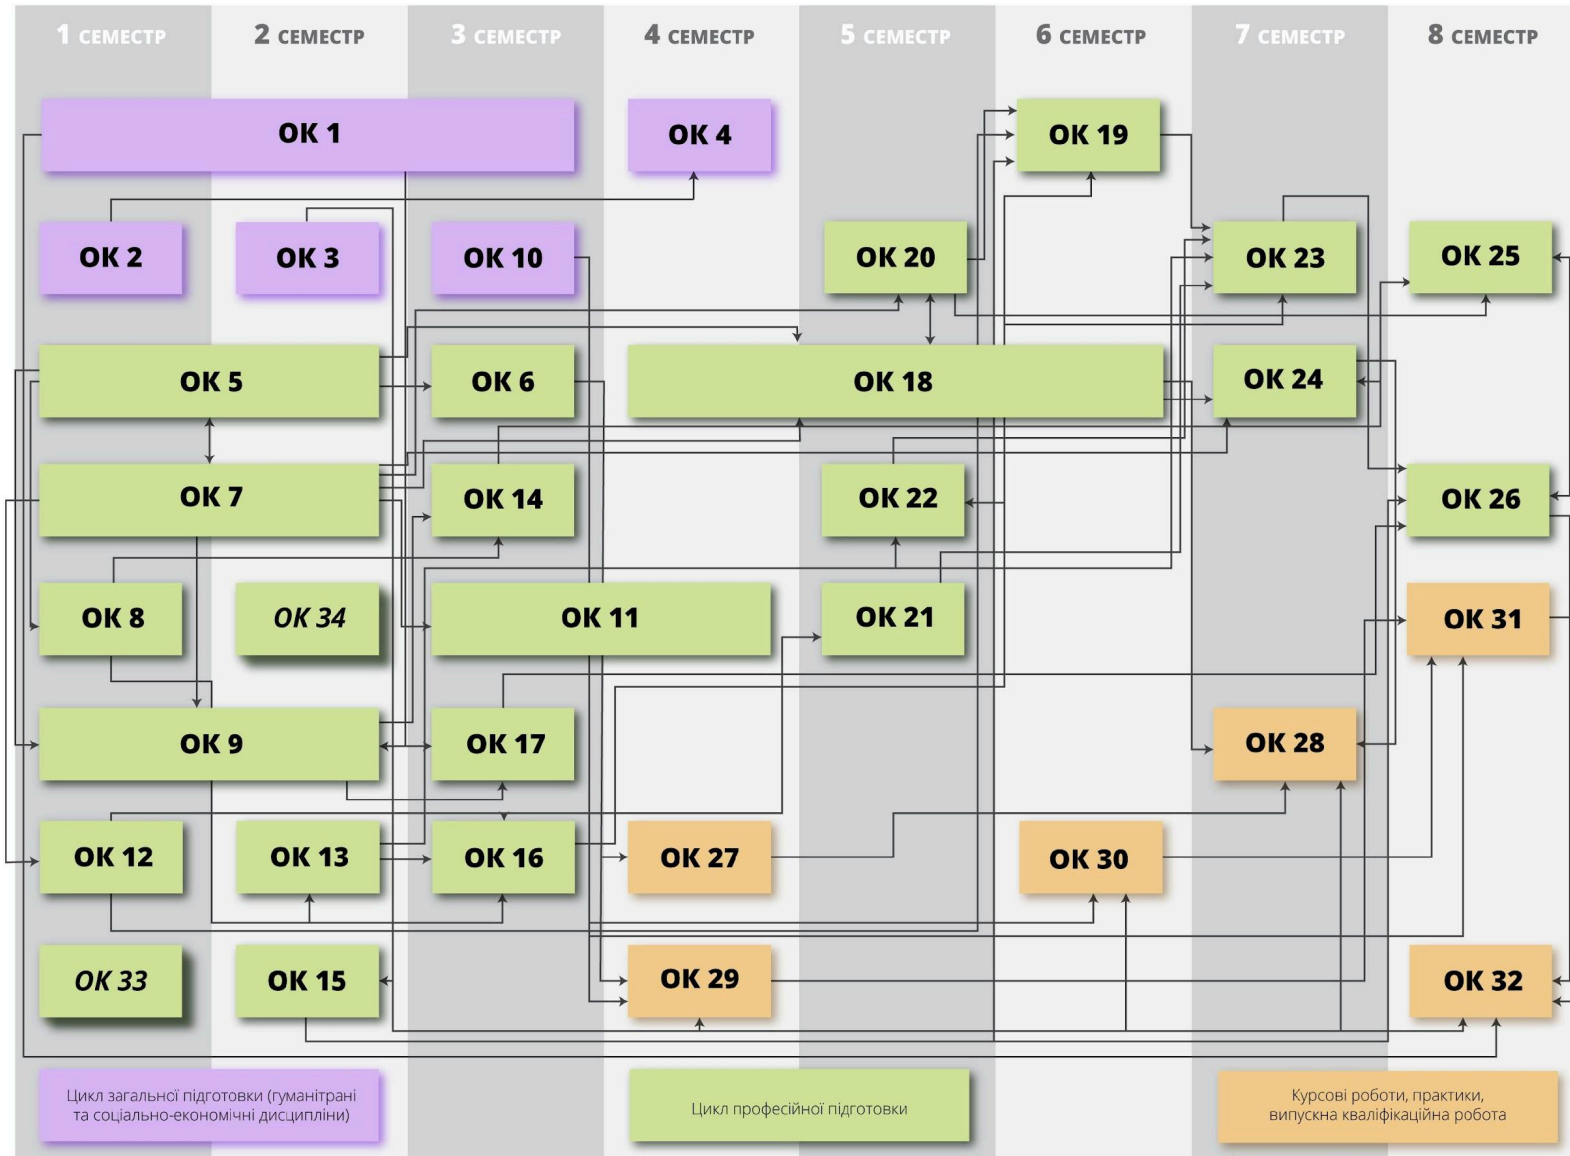 1 СЕМЕСТР
2 СЕМЕСТР
3 СЕМЕСТР
4 СЕМЕСТР
5 СЕМЕСТР
6 СЕМЕСТР
7 СЕМЕСТР
8 СЕМЕСТР
ОК 1
ОК 4
ОК 19
ОК 2
ОК 3
ОК 10
ОК 20
ОК 23
ОК 25
ОК 5
ОК 6
ОК 18
ОК 24
ОК 7
ОК 14
ОК 22
ОК 26
ОК 8
ОК 34
ОК 11
ОК 21
ОК 31
ОК 9
ОК 17
ОК 28
ОК 12
ОК 13
ОК 16
ОК 27
ОК 30
ОК 33
ОК 15
ОК 29
ОК 32
Цикл загальної підготовки (гуманітрані
та соціально-економічні дисципліни)
Цикл професійної підготовки
Курсові роботи, практики,
випускна кваліфікаційна робота